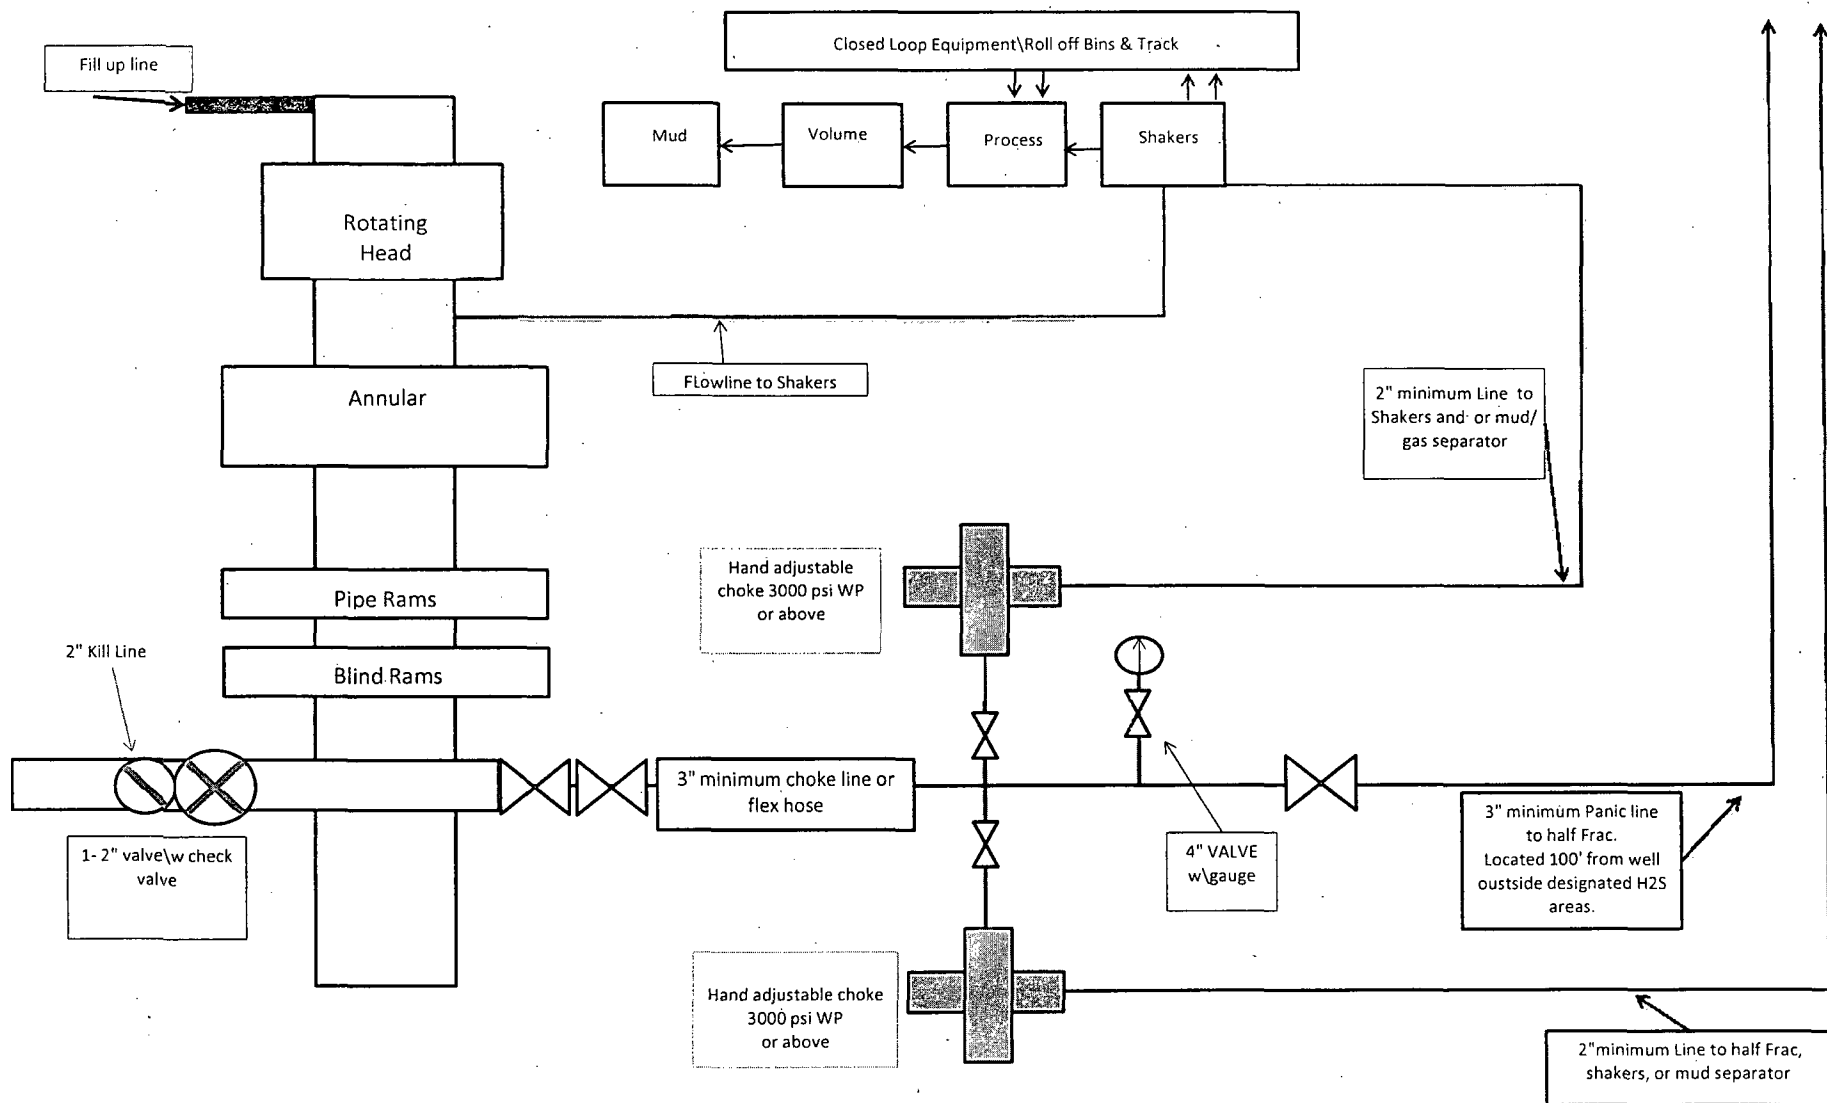 Closed Loop Equipment\Roll off Bins & Track
Fill up line
Mud
Volume
Process
Shakers
Rotating
Head
Flowline to Shakers
Annular
2" minimum Line to
Shakers and or mud/
gas separator
Hand adjustable
choke 3000 psi WP
or above
Pipe Rams
2" Kill Line
Blind Rams
3" minimum choke line or
flex hose
1- 2" valve\w check
valve
4" VALVE
w\gauge
3" minimum Panic line
to half Frac.
Located 100' from well
oustside designated H2S
areas.
Hand adjustable choke
3000 psi WP
or above
2"minimum Line to half Frac,
shakers, or mud separator